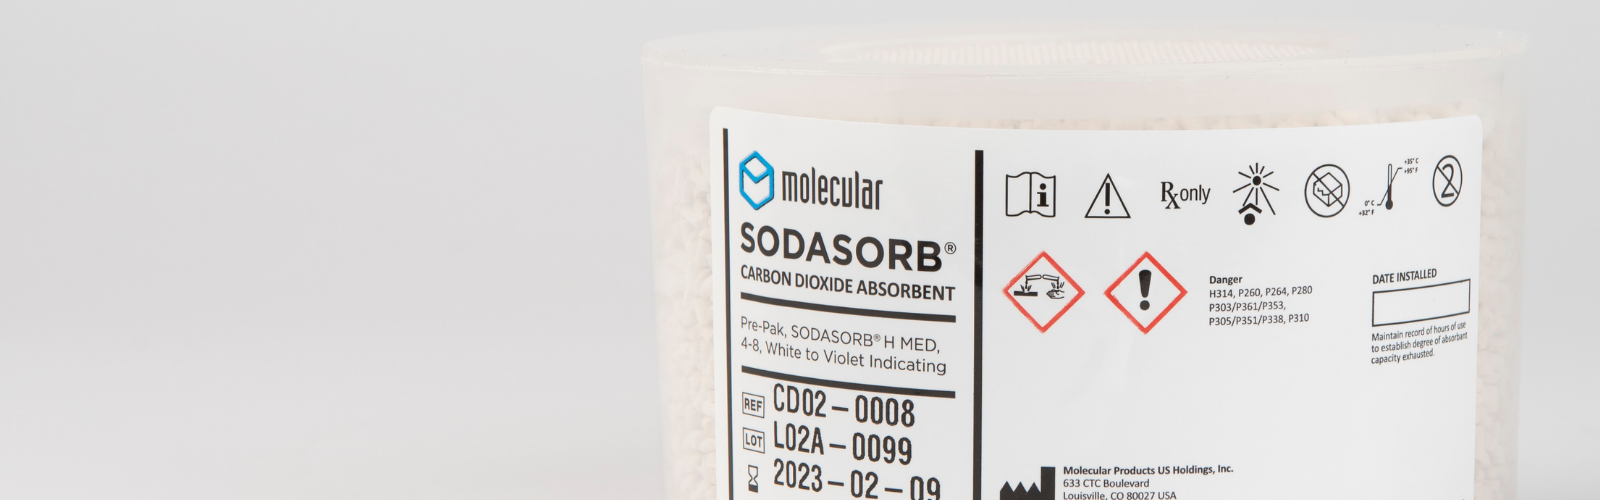 molecular
SODASORB®
CARBON DIOXIDE ABSORBENT
Pre-Pak, SODASORB® H MED,
4-8, White to Violet Indicating
REF CD02-0008
LOT L02A-0099
2023-02-09
Rx only
+35° C
+95° F
0° C
+32° F
2
Danger
H314, P260, P264, P280
P303/P361/P353,
P305/P351/P338, P310
DATE INSTALLED
Maintain record of hours of use
to establish degree of absorbant
capacity exhausted.
Molecular Products US Holdings, Inc.
633 CTC Boulevard
Louisville, CO 80027 USA